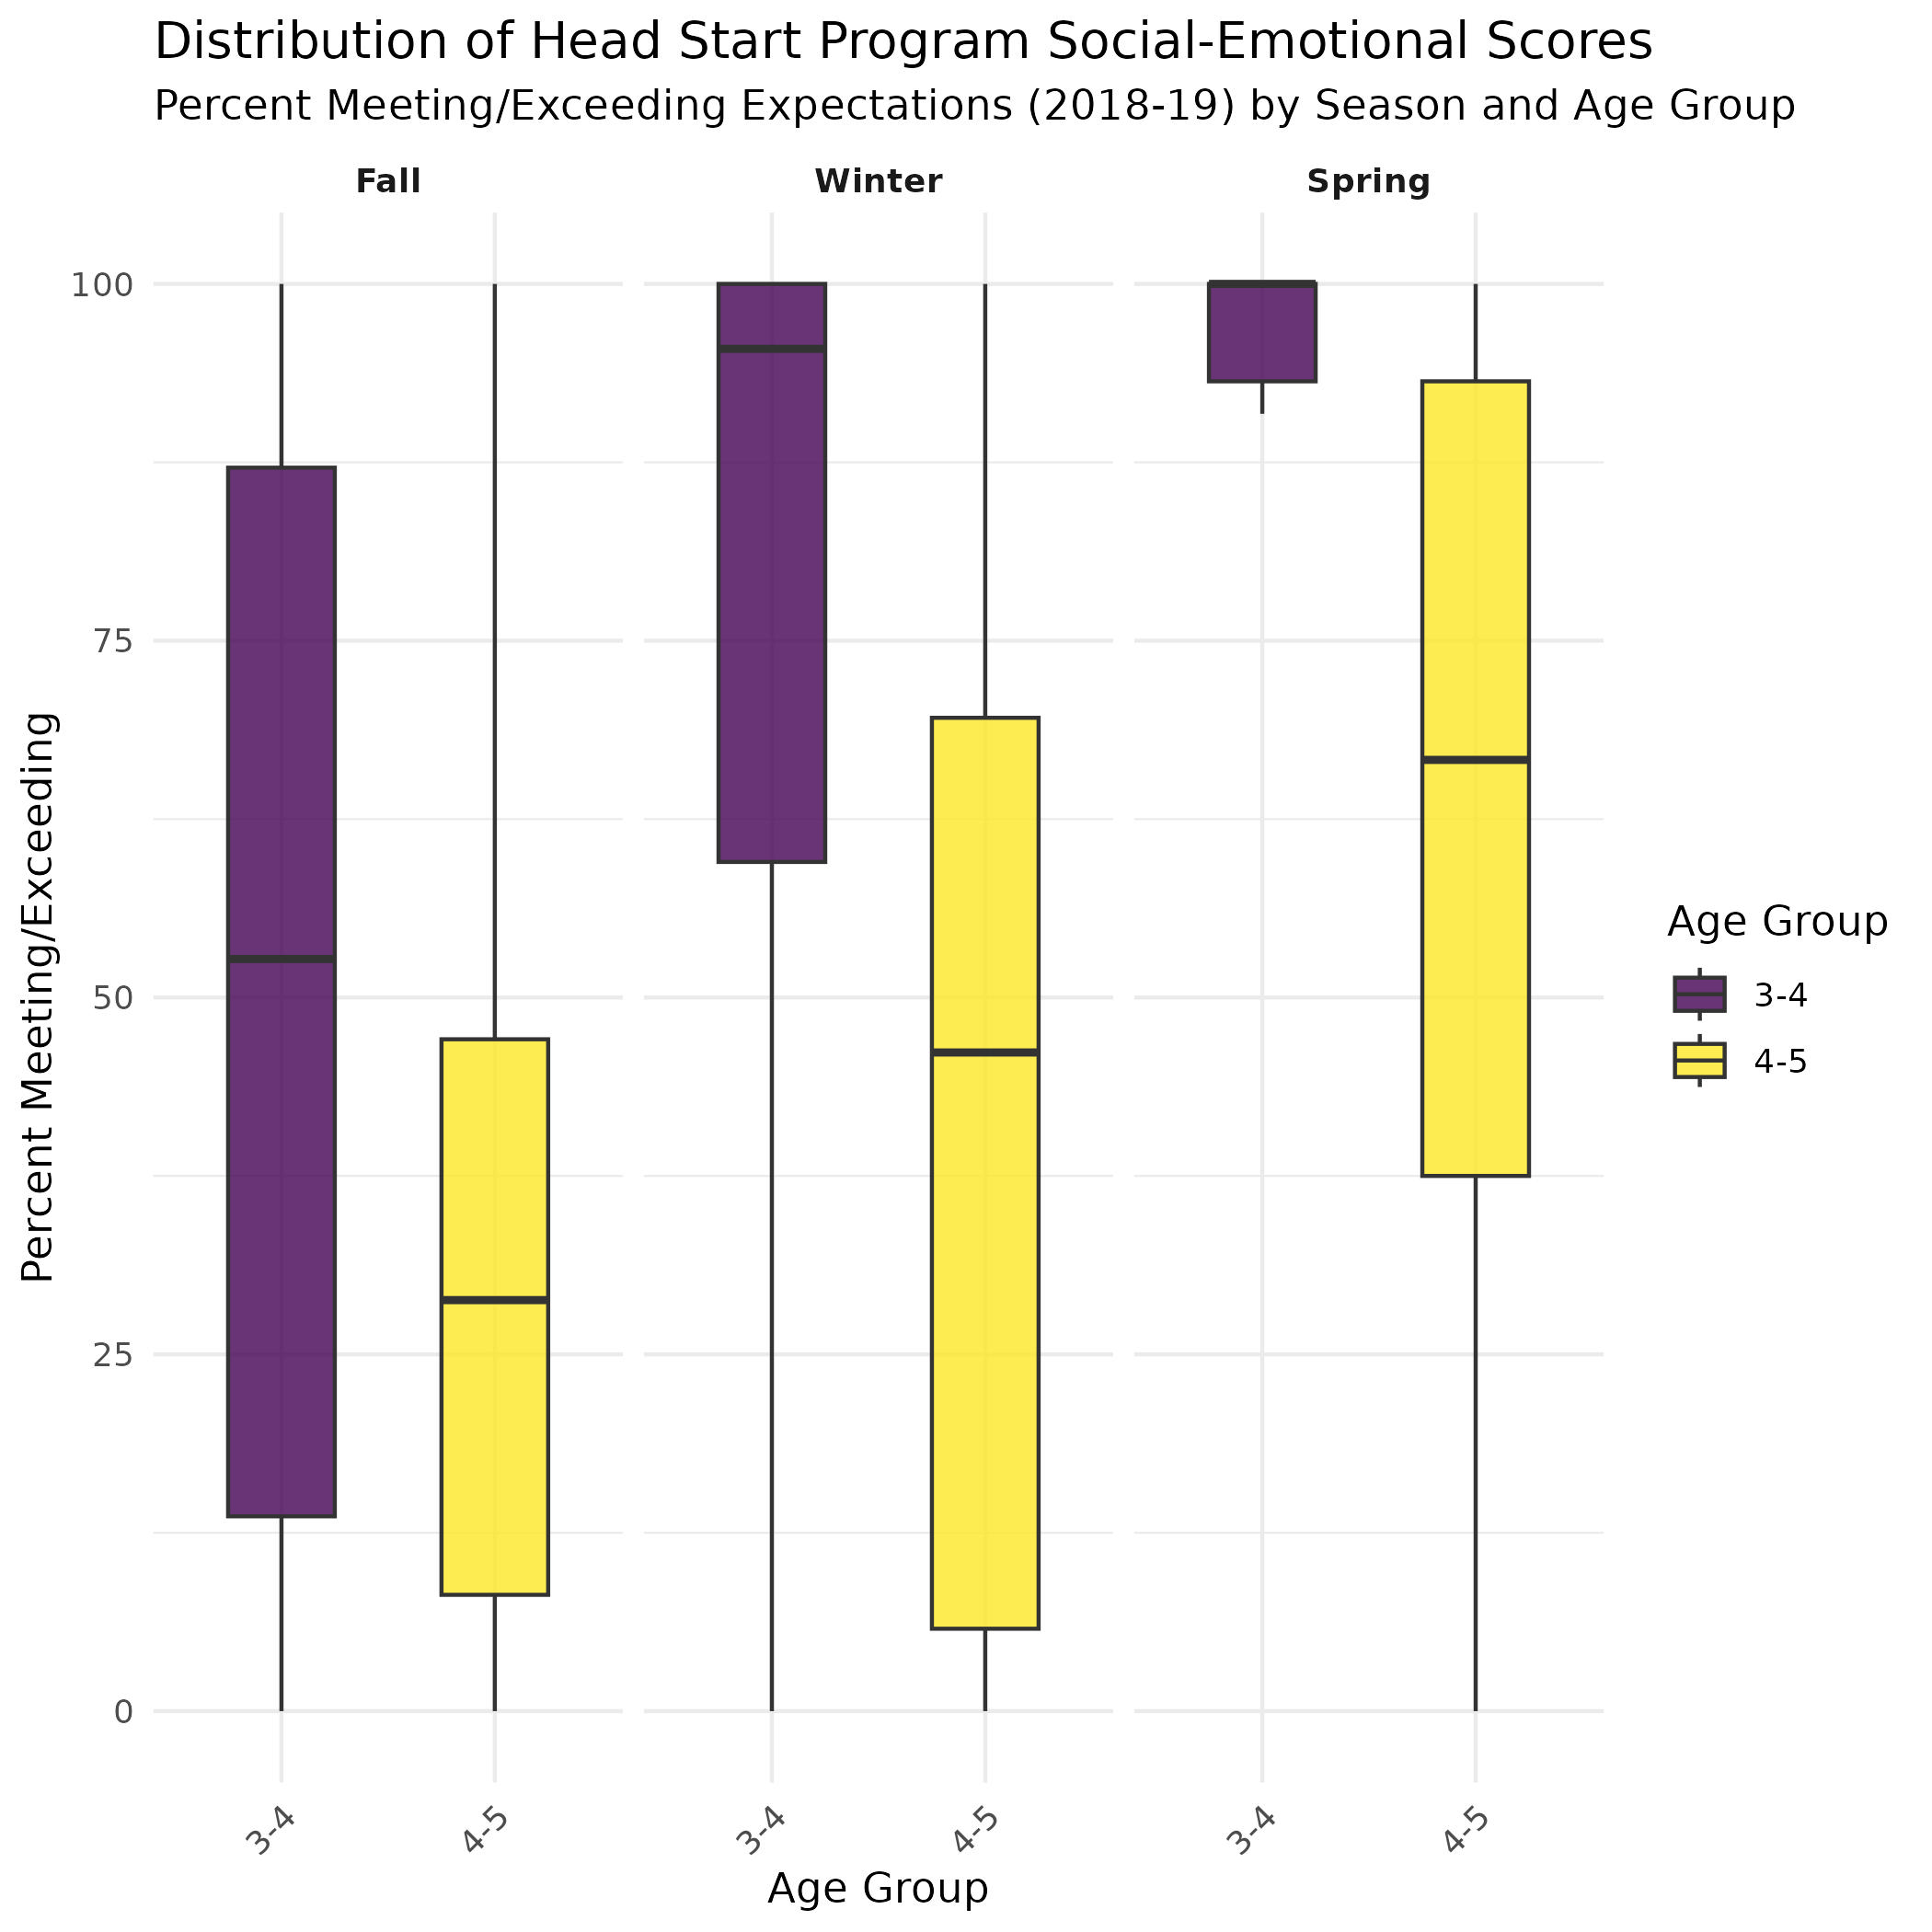 Distribution of Head Start Program Social-Emotional Scores
Percent Meeting/Exceeding Expectations (2018-19) by Season and Age Group
Fall
Winter
Spring
100
75
50
25
0
Percent Meeting/Exceeding
3-4
4-5
3-4
4-5
3-4
4-5
Age Group
Age Group
3-4
4-5